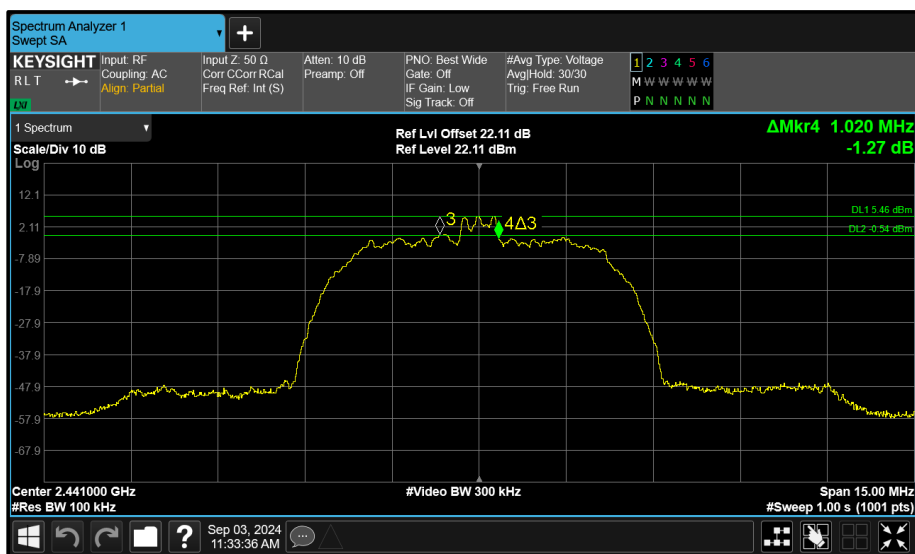 Spectrum Analyzer 1
Swept SA
+
KEYSIGHT
R L T
LXI
Input: RF
Coupling: AC
Align: Partial
Input Z: 50 Ω
Corr CCorr RCal
Freq Ref: Int (S)
Atten: 10 dB
Preamp: Off
PNO: Best Wide
Gate: Off
IF Gain: Low
Sig Track: Off
#Avg Type: Voltage
Avg|Hold: 30/30
Trig: Free Run
1 2 3 4 5 6
M W W W W W
P N N N N N
1 Spectrum
Scale/Div 10 dB
Ref Lvl Offset 22.11 dB
Ref Level 22.11 dBm
ΔMkr4 1.020 MHz
-1.27 dB
Log
12.1
2.11
-7.89
-17.9
-27.9
-37.9
-47.9
-57.9
-67.9
3
4Δ3
DL1 5.46 dBm
DL2 -0.54 dBm
Center 2.441000 GHz
#Res BW 100 kHz
#Video BW 300 kHz
Span 15.00 MHz
#Sweep 1.00 s (1001 pts)
?
Sep 03, 2024
11:33:36 AM